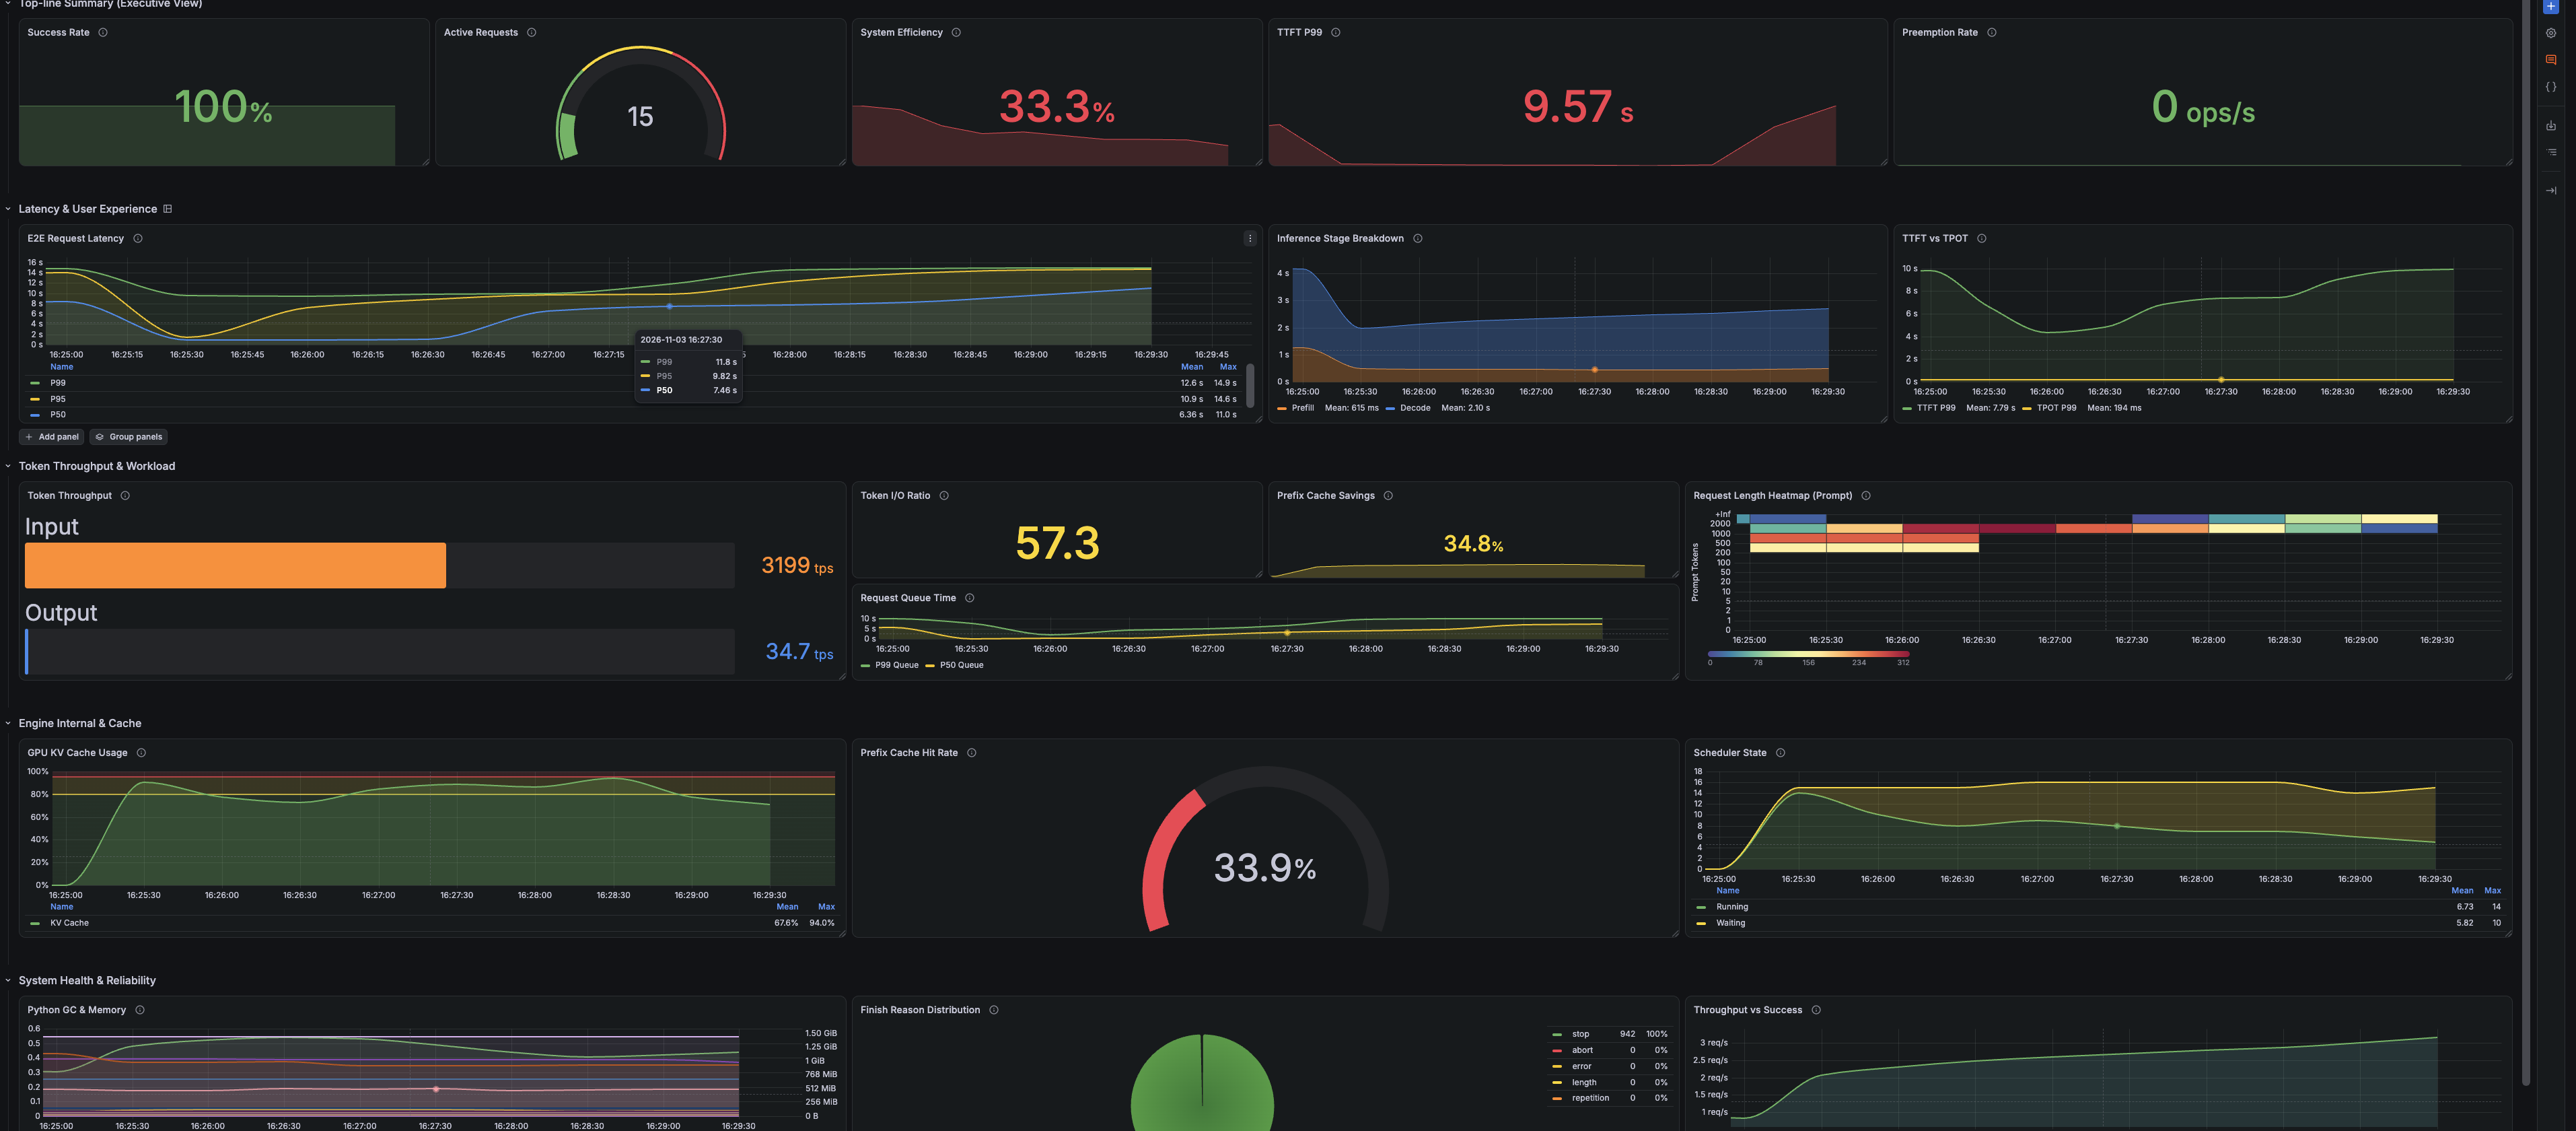 Top-line Summary (Executive View)
Success Rate
100%
Active Requests
15
System Efficiency
33.3%
TTFT P99
9.57 s
Preemption Rate
0 ops/s
Latency & User Experience
E2E Request Latency
16 s
14 s
12 s
10 s
8 s
6 s
4 s
2 s
0 s
16:25:00 16:25:15 16:25:30 16:25:45 16:26:00 16:26:15 16:26:30 16:26:45 16:27:00 16:27:15 5 16:28:00 16:28:15 16:28:30 16:28:45 16:29:00 16:29:15 16:29:30 16:29:45
2026-11-03 16:27:30
P99 11.8 s
P95 9.82 s
P50 7.46 s
Name Mean Max
P99 12.6 s 14.9 s
P95 10.9 s 14.6 s
P50 6.36 s 11.0 s
Inference Stage Breakdown
4 s
3 s
2 s
1 s
0 s
16:25:00 16:25:30 16:26:00 16:26:30 16:27:00 16:27:30 16:28:00 16:28:30 16:29:00 16:29:30
Prefill Mean: 615 ms Decode Mean: 2.10 s
TTFT vs TPOT
10 s
8 s
6 s
4 s
2 s
0 s
16:25:00 16:25:30 16:26:00 16:26:30 16:27:00 16:27:30 16:28:00 16:28:30 16:29:00 16:29:30
TTFT P99 Mean: 7.79 s TPOT P99 Mean: 194 ms
Add panel Group panels
Token Throughput & Workload
Token Throughput
Input
3199 tps
Output
34.7 tps
Token I/O Ratio
57.3
Prefix Cache Savings
34.8%
Request Queue Time
10 s
5 s
0 s
16:25:00 16:25:30 16:26:00 16:26:30 16:27:00 16:27:30 16:28:00 16:28:30 16:29:00 16:29:30
P99 Queue P50 Queue
Request Length Heatmap (Prompt)
Prompt Tokens
+Inf
2000
1000
500
200
100
50
20
10
5
2
1
0
16:25:00 16:25:30 16:26:00 16:26:30 16:27:00 16:27:30 16:28:00 16:28:30 16:29:00 16:29:30
0 78 156 234 312
Engine Internal & Cache
GPU KV Cache Usage
100%
80%
60%
40%
20%
0%
16:25:00 16:25:30 16:26:00 16:26:30 16:27:00 16:27:30 16:28:00 16:28:30 16:29:00 16:29:30
Name Mean Max
KV Cache 67.6% 94.0%
Prefix Cache Hit Rate
33.9%
Scheduler State
18
16
14
12
10
8
6
4
2
0
16:25:00 16:25:30 16:26:00 16:26:30 16:27:00 16:27:30 16:28:00 16:28:30 16:29:00 16:29:30
Name Mean Max
Running 6.73 14
Waiting 5.82 10
System Health & Reliability
Python GC & Memory
0.6
0.5
0.4
0.3
0.2
0.1
0
1.50 GiB
1.25 GiB
1 GiB
768 MiB
512 MiB
256 MiB
0 B
16:25:00 16:25:30 16:26:00 16:26:30 16:27:00 16:27:30 16:28:00 16:28:30 16:29:00 16:29:30
Finish Reason Distribution
stop 942 100%
abort 0 0%
error 0 0%
length 0 0%
repetition 0 0%
Throughput vs Success
3 req/s
2.5 req/s
2 req/s
1.5 req/s
1 req/s